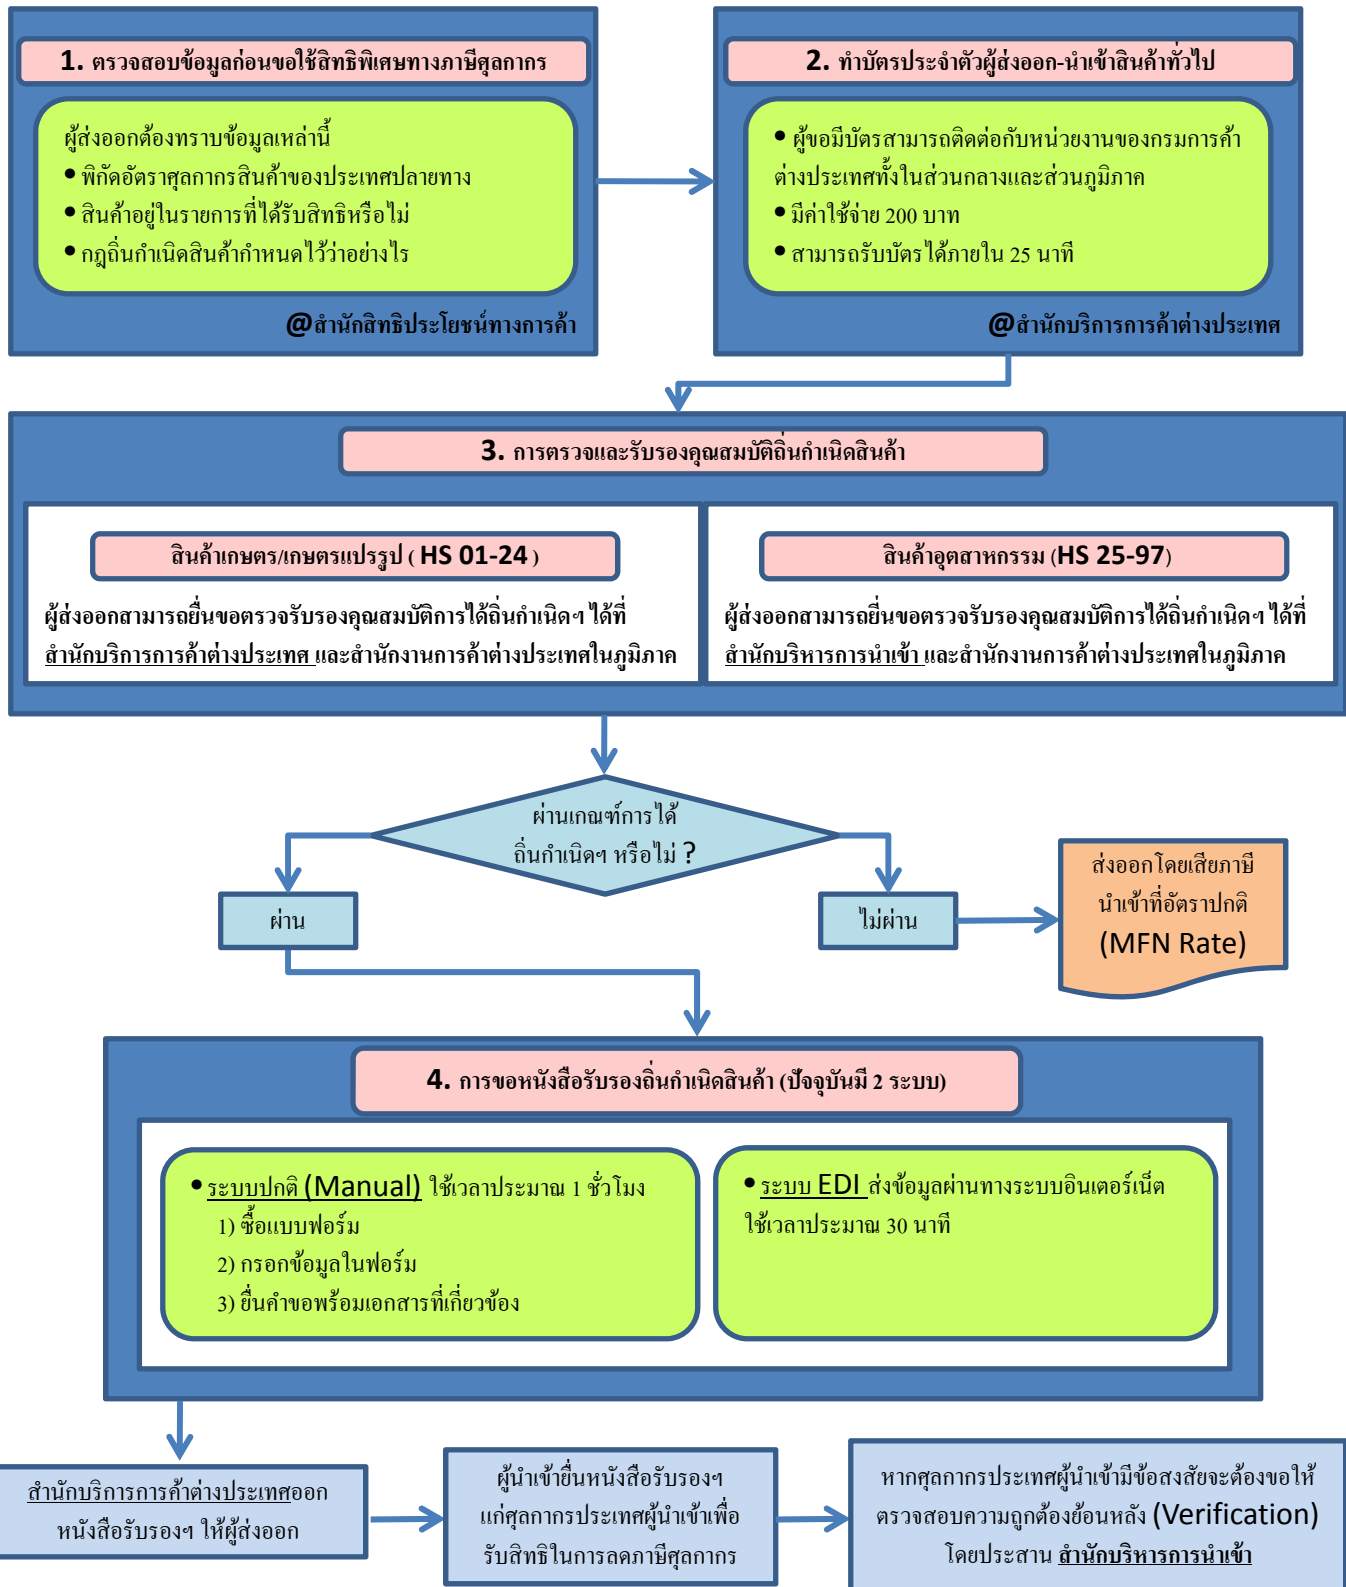 1. ตรวจสอบข้อมูลก่อนขอใช้สิทธิพิเศษทางภาษีศุลกากร
ผู้ส่งออกต้องทราบข้อมูลเหล่านี้
• พิกัดอัตราศุลกากรสินค้าของประเทศปลายทาง
• สินค้าอยู่ในรายการที่ได้รับสิทธิหรือไม่
• กฎถิ่นกำเนิดสินค้ากำหนดไว้ว่าอย่างไร
@สำนักสิทธิประโยชน์ทางการค้า
2. ทำบัตรประจำตัวผู้ส่งออก-นำเข้าสินค้าทั่วไป
• ผู้ขอมีบัตรสามารถติดต่อกับหน่วยงานของกรมการค้า
ต่างประเทศทั้งในส่วนกลางและส่วนภูมิภาค
• มีค่าใช้จ่าย 200 บาท
• สามารถรับบัตรได้ภายใน 25 นาที
@สำนักบริการการค้าต่างประเทศ
3. การตรวจและรับรองคุณสมบัติถิ่นกำเนิดสินค้า
สินค้าเกษตร/เกษตรแปรรูป ( HS 01-24 )
ผู้ส่งออกสามารถยื่นขอตรวจรับรองคุณสมบัติการได้ถิ่นกำเนิดฯ ได้ที่
สำนักบริการการค้าต่างประเทศ และสำนักงานการค้าต่างประเทศในภูมิภาค
สินค้าอุตสาหกรรม (HS 25-97)
ผู้ส่งออกสามารถยื่นขอตรวจรับรองคุณสมบัติการได้ถิ่นกำเนิดฯ ได้ที่
สำนักบริหารการนำเข้า และสำนักงานการค้าต่างประเทศในภูมิภาค
ผ่านเกณฑ์การได้
ถิ่นกำเนิดฯ หรือไม่ ?
ผ่าน
ไม่ผ่าน
ส่งออกโดยเสียภาษี
นำเข้าที่อัตราปกติ
(MFN Rate)
4. การขอหนังสือรับรองถิ่นกำเนิดสินค้า (ปัจจุบันมี 2 ระบบ)
• ระบบปกติ (Manual) ใช้เวลาประมาณ 1 ชั่วโมง
1) ซื้อแบบฟอร์ม
2) กรอกข้อมูลในฟอร์ม
3) ยื่นคำขอพร้อมเอกสารที่เกี่ยวข้อง
• ระบบ EDI ส่งข้อมูลผ่านทางระบบอินเตอร์เน็ต
ใช้เวลาประมาณ 30 นาที
สำนักบริการการค้าต่างประเทศออก
หนังสือรับรองฯ ให้ผู้ส่งออก
ผู้นำเข้ายื่นหนังสือรับรองฯ
แก่ศุลกากรประเทศผู้นำเข้าเพื่อ
รับสิทธิในการลดภาษีศุลกากร
หากศุลกากรประเทศผู้นำเข้ามีข้อสงสัยจะต้องขอให้
ตรวจสอบความถูกต้องย้อนหลัง (Verification)
โดยประสาน สำนักบริหารการนำเข้า